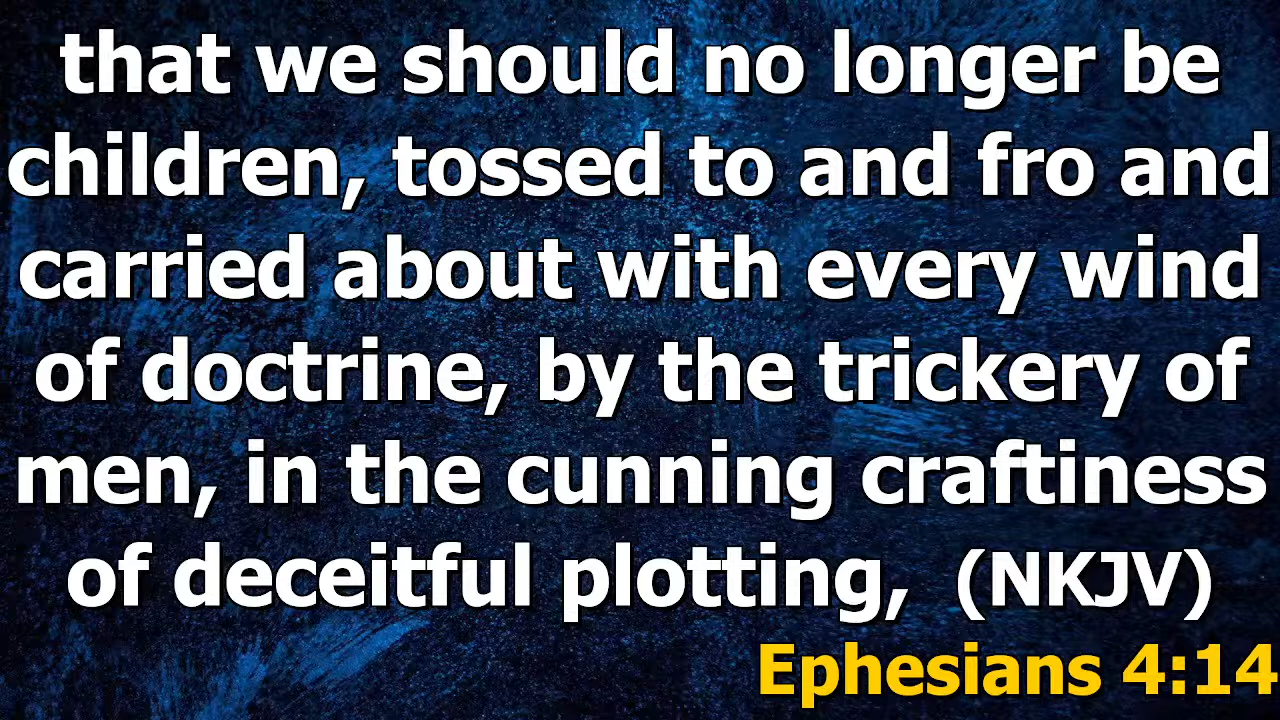 that we should no longer be
children, tossed to and fro and
carried about with every wind
of doctrine, by the trickery of
men, in the cunning craftiness
of deceitful plotting,  (NKJV)
Ephesians 4:14